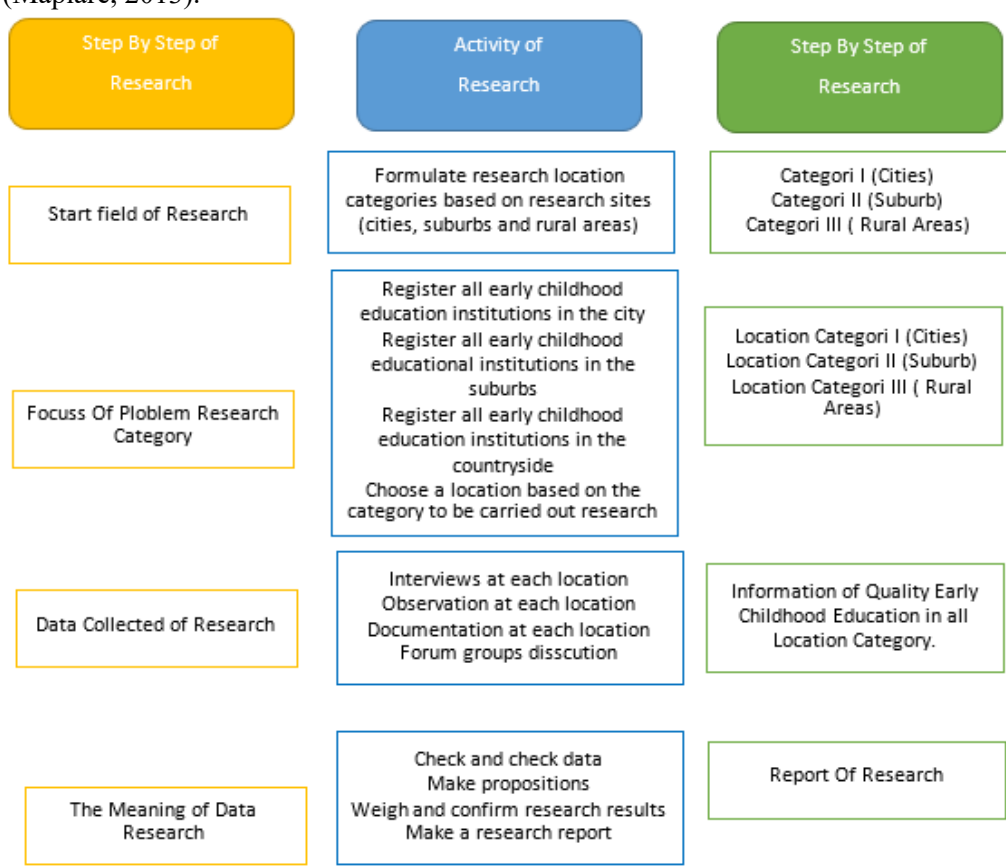 (Maplare, 2013).
Step By Step of
Research
Activity of
Research
Step By Step of
Research
Start field of Research
Formulate research location
categories based on research sites
(cities, suburbs and rural areas)
Categori I (Cities)
Categori II (Suburb)
Categori III ( Rural Areas)
Focuss Of Ploblem Research
Category
Register all early childhood
education institutions in the city
Register all early childhood
educational institutions in the
suburbs
Register all early childhood
education institutions in the
countryside
Choose a location based on the
category to be carried out research
Location Categori I (Cities)
Location Categori II (Suburb)
Location Categori III ( Rural
Areas)
Data Collected of Research
Interviews at each location
Observation at each location
Documentation at each location
Forum groups disscution
Information of Quality Early
Childhood Education in all
Location Category.
The Meaning of Data
Research
Check and check data
Make propositions
Weigh and confirm research results
Make a research report
Report Of Research